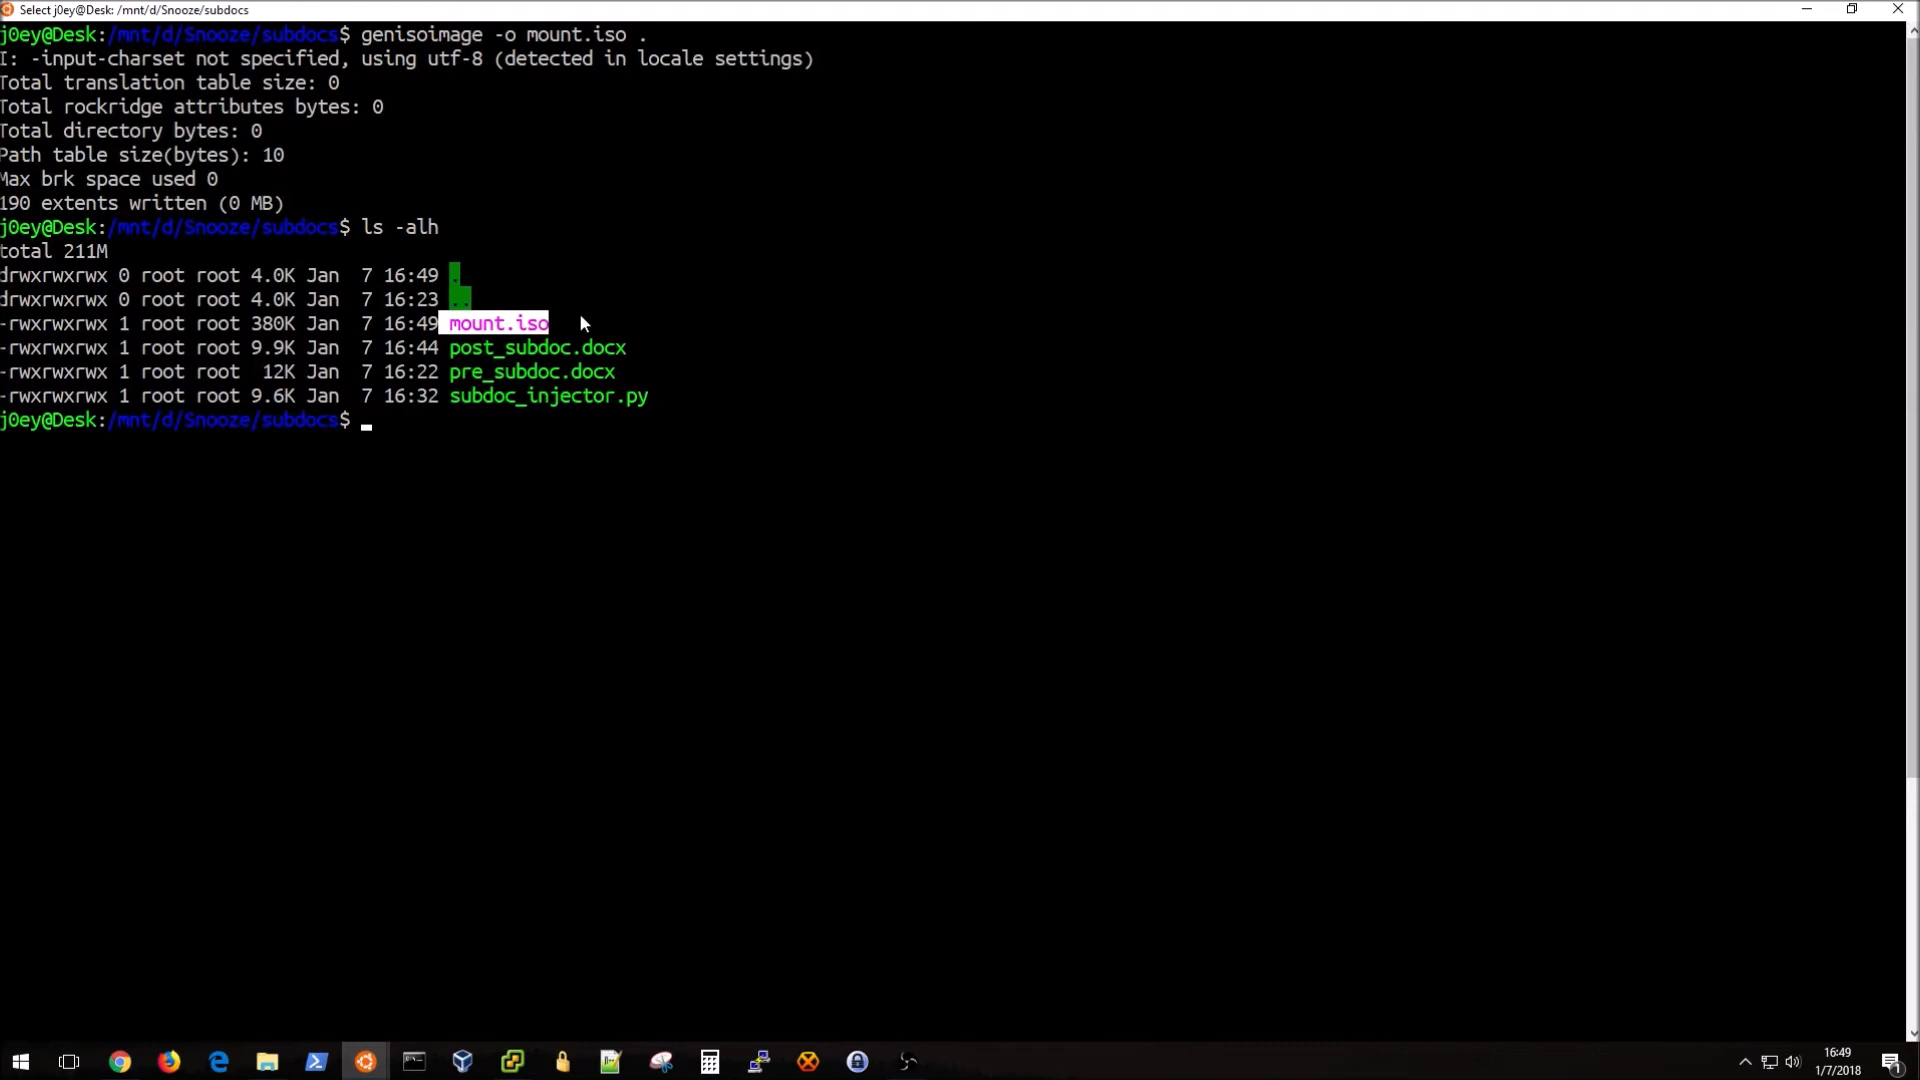 Select j0ey@Desk: /mnt/d/Snooze/subdocs
j0ey@Desk:/mnt/d/Snooze/subdocs$ genisoimage -o mount.iso .
I: -input-charset not specified, using utf-8 (detected in locale settings)
Total translation table size: 0
Total rockridge attributes bytes: 0
Total directory bytes: 0
Path table size(bytes): 10
Max brk space used 0
190 extents written (0 MB)
j0ey@Desk:/mnt/d/Snooze/subdocs$ ls -alh
total 211M
drwxrwxrwx 0 root root 4.0K Jan  7 16:49 .
drwxrwxrwx 0 root root 4.0K Jan  7 16:23 ..
-rwxrwxrwx 1 root root 380K Jan  7 16:49 mount.iso
-rwxrwxrwx 1 root root 9.9K Jan  7 16:44 post_subdoc.docx
-rwxrwxrwx 1 root root  12K Jan  7 16:22 pre_subdoc.docx
-rwxrwxrwx 1 root root 9.6K Jan  7 16:32 subdoc_injector.py
j0ey@Desk:/mnt/d/Snooze/subdocs$
16:49
1/7/2018
1